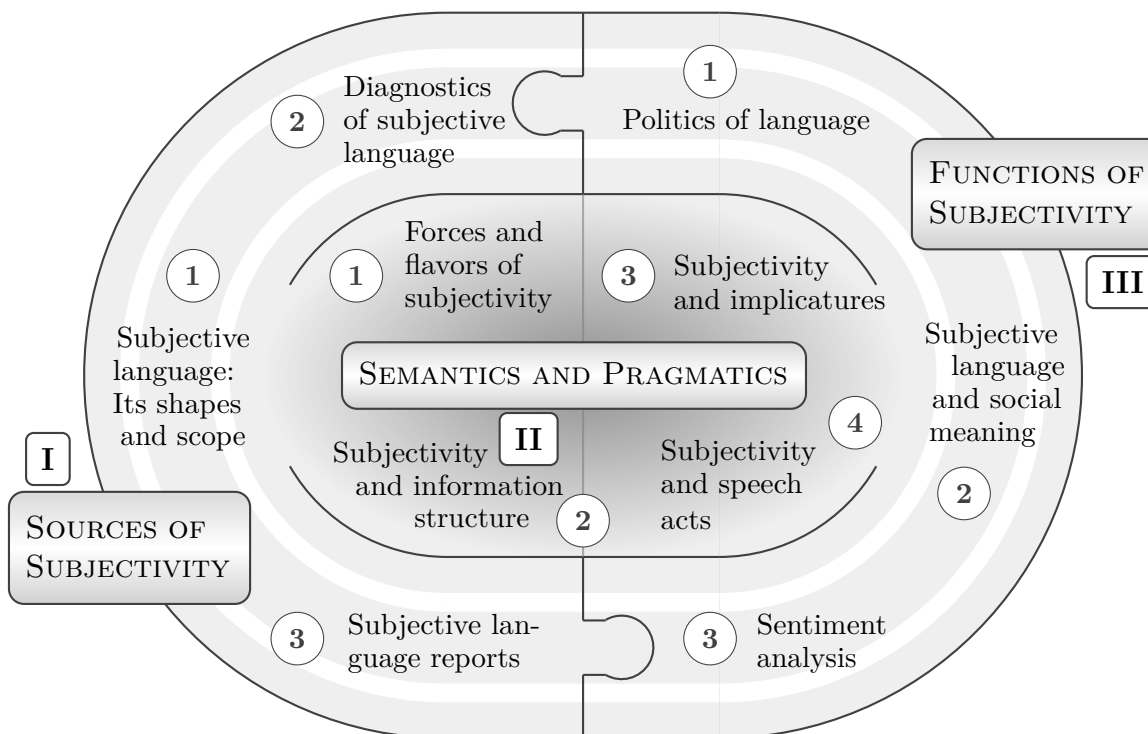 1
2
Diagnostics
of subjective
language
Politics of language
FUNCTIONS OF
SUBJECTIVITY
III
1
Subjective
language:
Its shapes
and scope
1
Forces and
flavors of
subjectivity
3
Subjectivity
and implicatures
SEMANTICS AND PRAGMATICS
II
Subjective
language
and social
meaning
2
4
Subjectivity
and information
structure
2
Subjectivity
and speech
acts
I
SOURCES OF
SUBJECTIVITY
3
Subjective lan-
guage reports
3
Sentiment
analysis